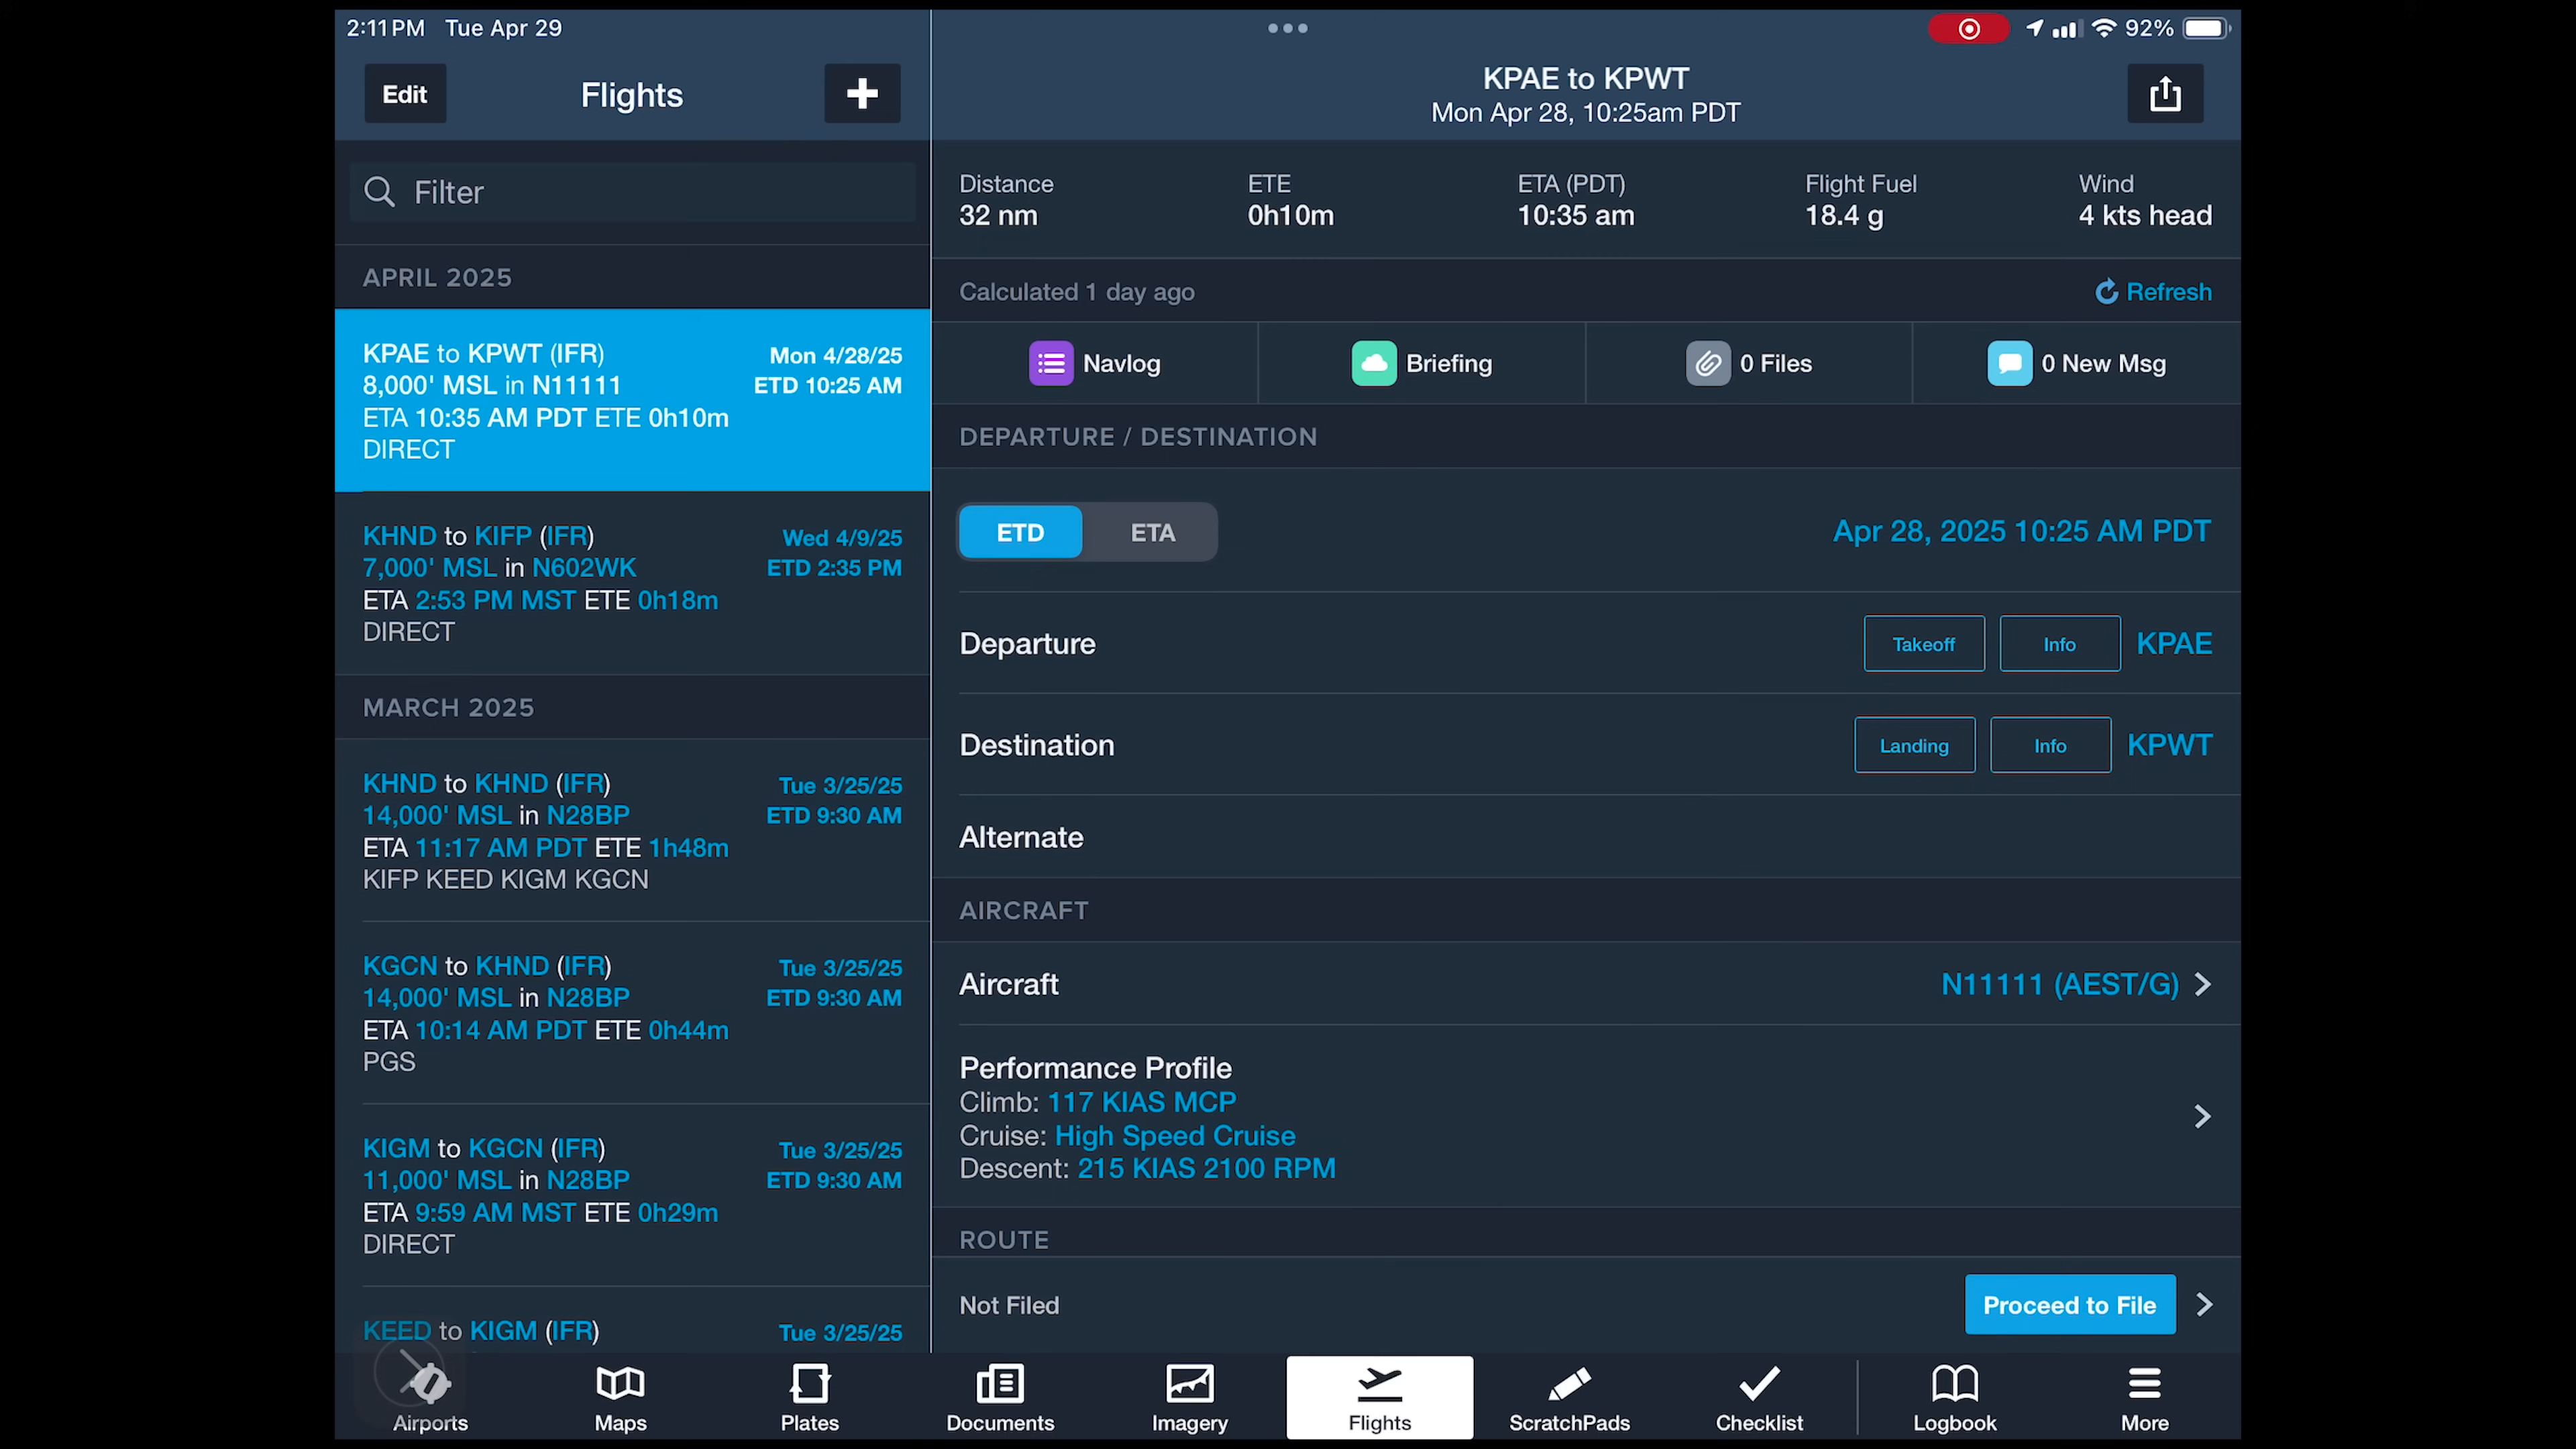 2:11PM Tue Apr 29
92%
Edit
Flights
KPAE to KPWT
Mon Apr 28, 10:25am PDT
Filter
APRIL 2025
KPAE to KPWT (IFR)
Mon 4/28/25
8,000' MSL in N11111
ETD 10:25 AM
ETA 10:35 AM PDT ETE 0h10m
DIRECT
KHND to KIFP (IFR)
Wed 4/9/25
7,000' MSL in N602WK
ETD 2:35 PM
ETA 2:53 PM MST ETE 0h18m
DIRECT
MARCH 2025
KHND to KHND (IFR)
Tue 3/25/25
14,000' MSL in N28BP
ETD 9:30 AM
ETA 11:17 AM PDT ETE 1h48m
KIFP KEED KIGM KGCN
KGCN to KHND (IFR)
Tue 3/25/25
14,000' MSL in N28BP
ETD 9:30 AM
ETA 10:14 AM PDT ETE 0h44m
PGS
KIGM to KGCN (IFR)
Tue 3/25/25
11,000' MSL in N28BP
ETD 9:30 AM
ETA 9:59 AM MST ETE 0h29m
DIRECT
KEED to KIGM (IFR)
Tue 3/25/25
Distance
32 nm
ETE
0h10m
ETA (PDT)
10:35 am
Flight Fuel
18.4 g
Wind
4 kts head
Calculated 1 day ago
Refresh
Navlog
Briefing
0 Files
0 New Msg
DEPARTURE / DESTINATION
ETD
ETA
Apr 28, 2025 10:25 AM PDT
Departure
Takeoff
Info
KPAE
Destination
Landing
Info
KPWT
Alternate
AIRCRAFT
Aircraft
N11111 (AEST/G)
Performance Profile
Climb: 117 KIAS MCP
Cruise: High Speed Cruise
Descent: 215 KIAS 2100 RPM
ROUTE
Not Filed
Proceed to File
Airports
Maps
Plates
Documents
Imagery
Flights
ScratchPads
Checklist
Logbook
More